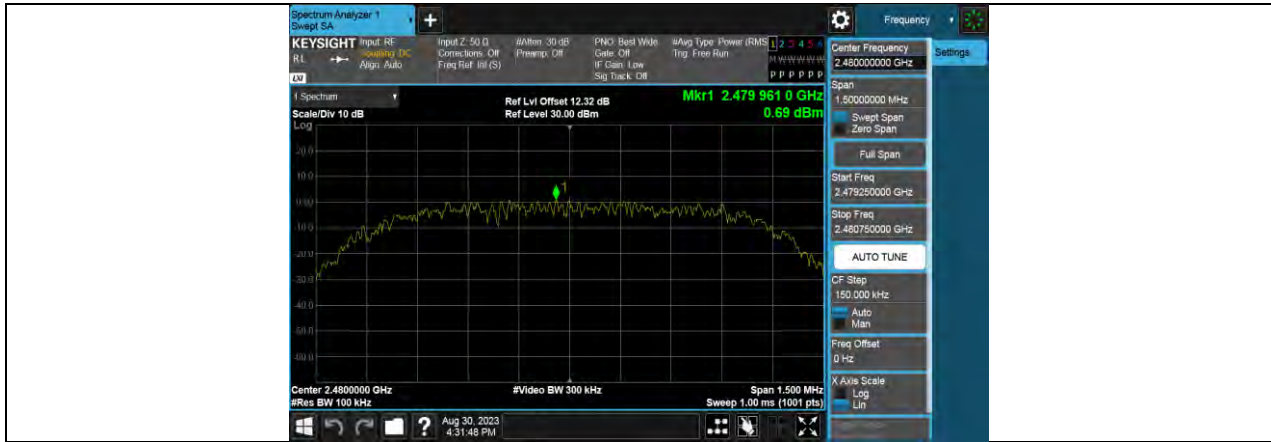 Spectrum Analyzer 1
Swept SA
+
Frequency
KEYSIGHT
RL
LXI
Input: RF
Coupling: DC
Align: Auto
Input Z: 50 Ω
Corrections: Off
Freq Ref: Int (S)
#Atten: 30 dB
Preamp: Off
PNO: Best Wide
Gate: Off
IF Gain: Low
Sig Track: Off
#Avg Type: Power (RMS
Trig: Free Run
1 2 3 4 5 6
M W W W W W
P P P P P P
1 Spectrum
Scale/Div 10 dB
Ref Lvl Offset 12.32 dB
Ref Level 30.00 dBm
Mkr1 2.479 961 0 GHz
0.69 dBm
Log
20.0
10.0
0.00
-10.0
-20.0
-30.0
-40.0
-50.0
-60.0
1
Center 2.4800000 GHz
#Res BW 100 kHz
#Video BW 300 kHz
Span 1.500 MHz
Sweep 1.00 ms (1001 pts)
Center Frequency
2.480000000 GHz
Settings
Span
1.50000000 MHz
Swept Span
Zero Span
Full Span
Start Freq
2.479250000 GHz
Stop Freq
2.480750000 GHz
AUTO TUNE
CF Step
150.000 kHz
Auto
Man
Freq Offset
0 Hz
X Axis Scale
Log
Lin
?
Aug 30, 2023
4:31:48 PM